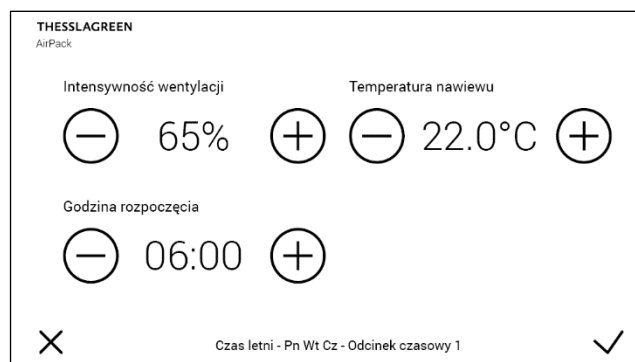 THESSLAGREEN
AirPack
Intensywność wentylacji
Temperatura nawiewu
65%
22.0°C
Godzina rozpoczęcia
06:00
Czas letni - Pn Wt Cz - Odcinek czasowy 1